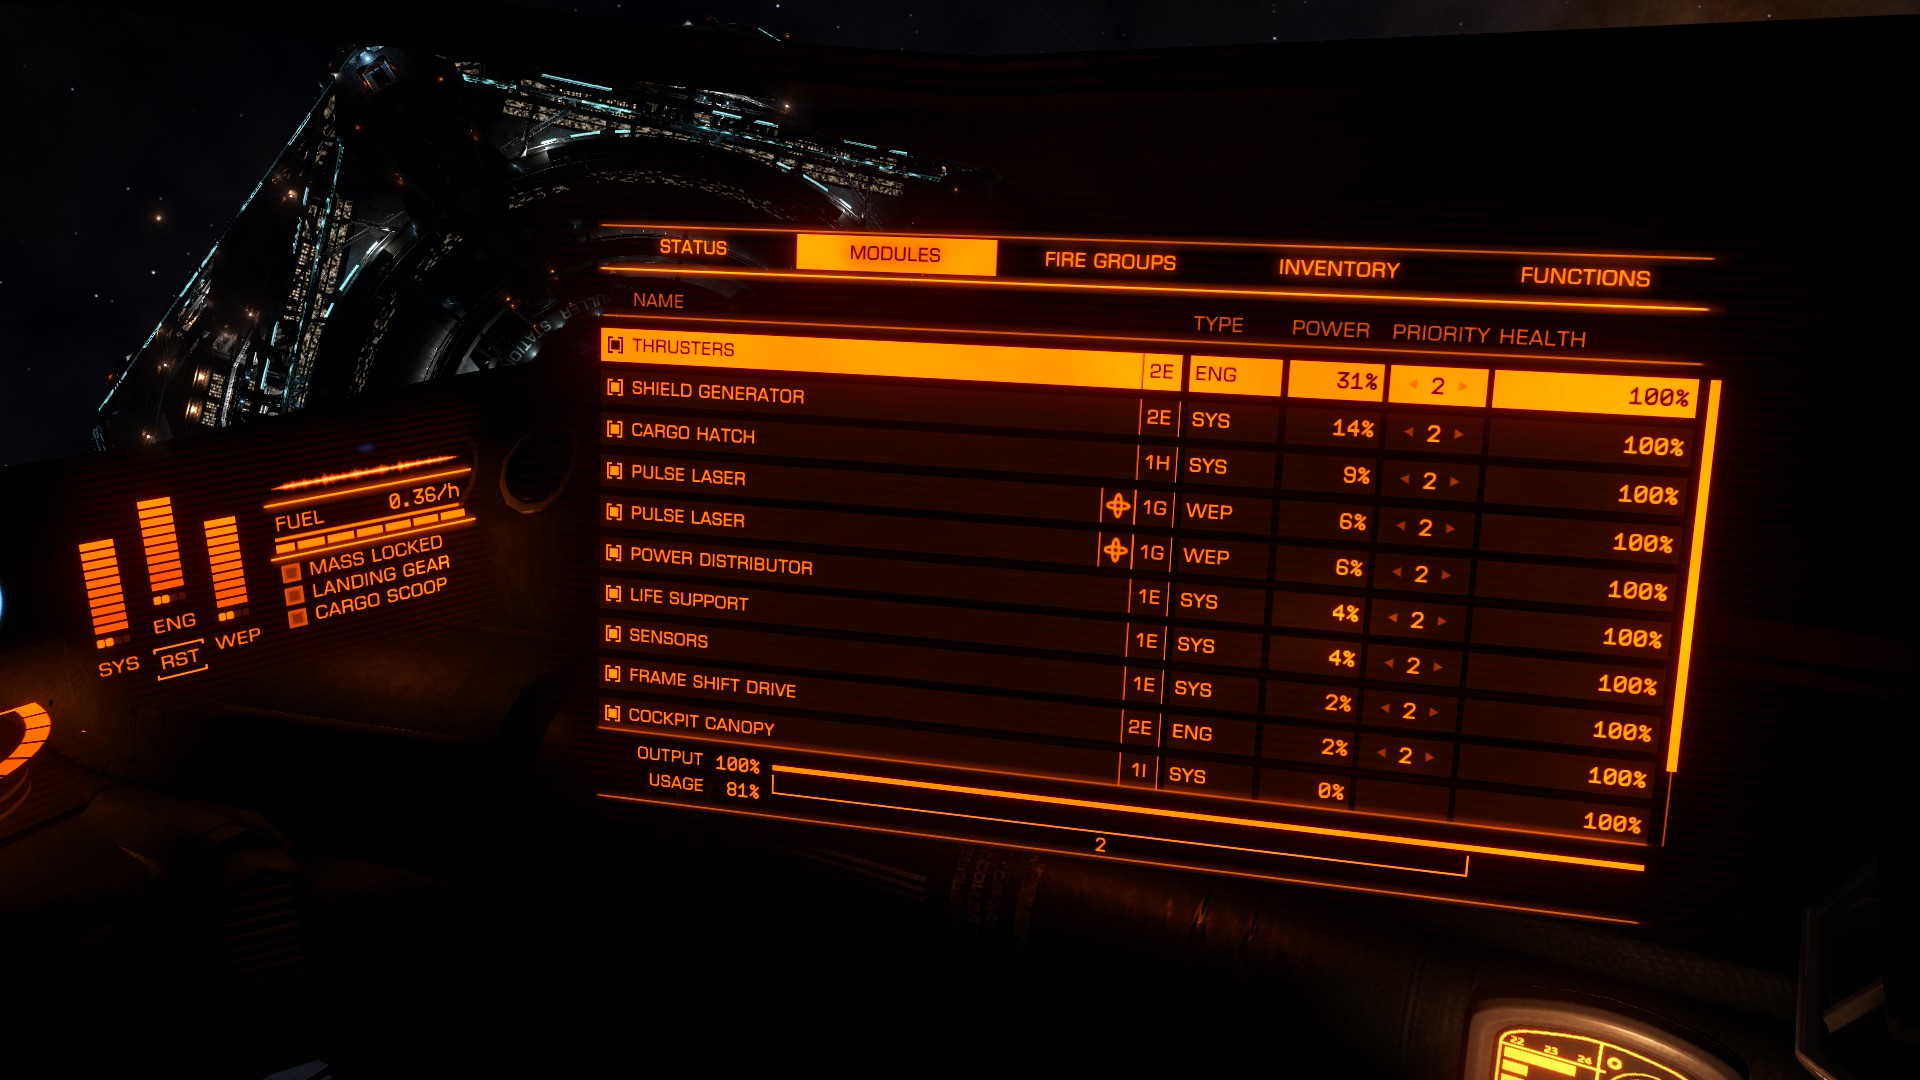 STATUS MODULES FIRE GROUPS INVENTORY FUNCTIONS
NAME TYPE POWER PRIORITY HEALTH
THRUSTERS 2E ENG 31% 2 100%
SHIELD GENERATOR 2E SYS 14% 2 100%
CARGO HATCH 1H SYS 9% 2 100%
PULSE LASER 1G WEP 6% 2 100%
PULSE LASER 1G WEP 6% 2 100%
POWER DISTRIBUTOR 1E SYS 4% 2 100%
LIFE SUPPORT 1E SYS 4% 2 100%
SENSORS 1E SYS 2% 2 100%
FRAME SHIFT DRIVE 2E ENG 2% 2 100%
COCKPIT CANOPY 1I SYS 0% 100%
OUTPUT 100%
USAGE 81%
2
FUEL 0.36/h
MASS LOCKED
LANDING GEAR
CARGO SCOOP
SYS ENG WEP
RST
STATION
22 23 24